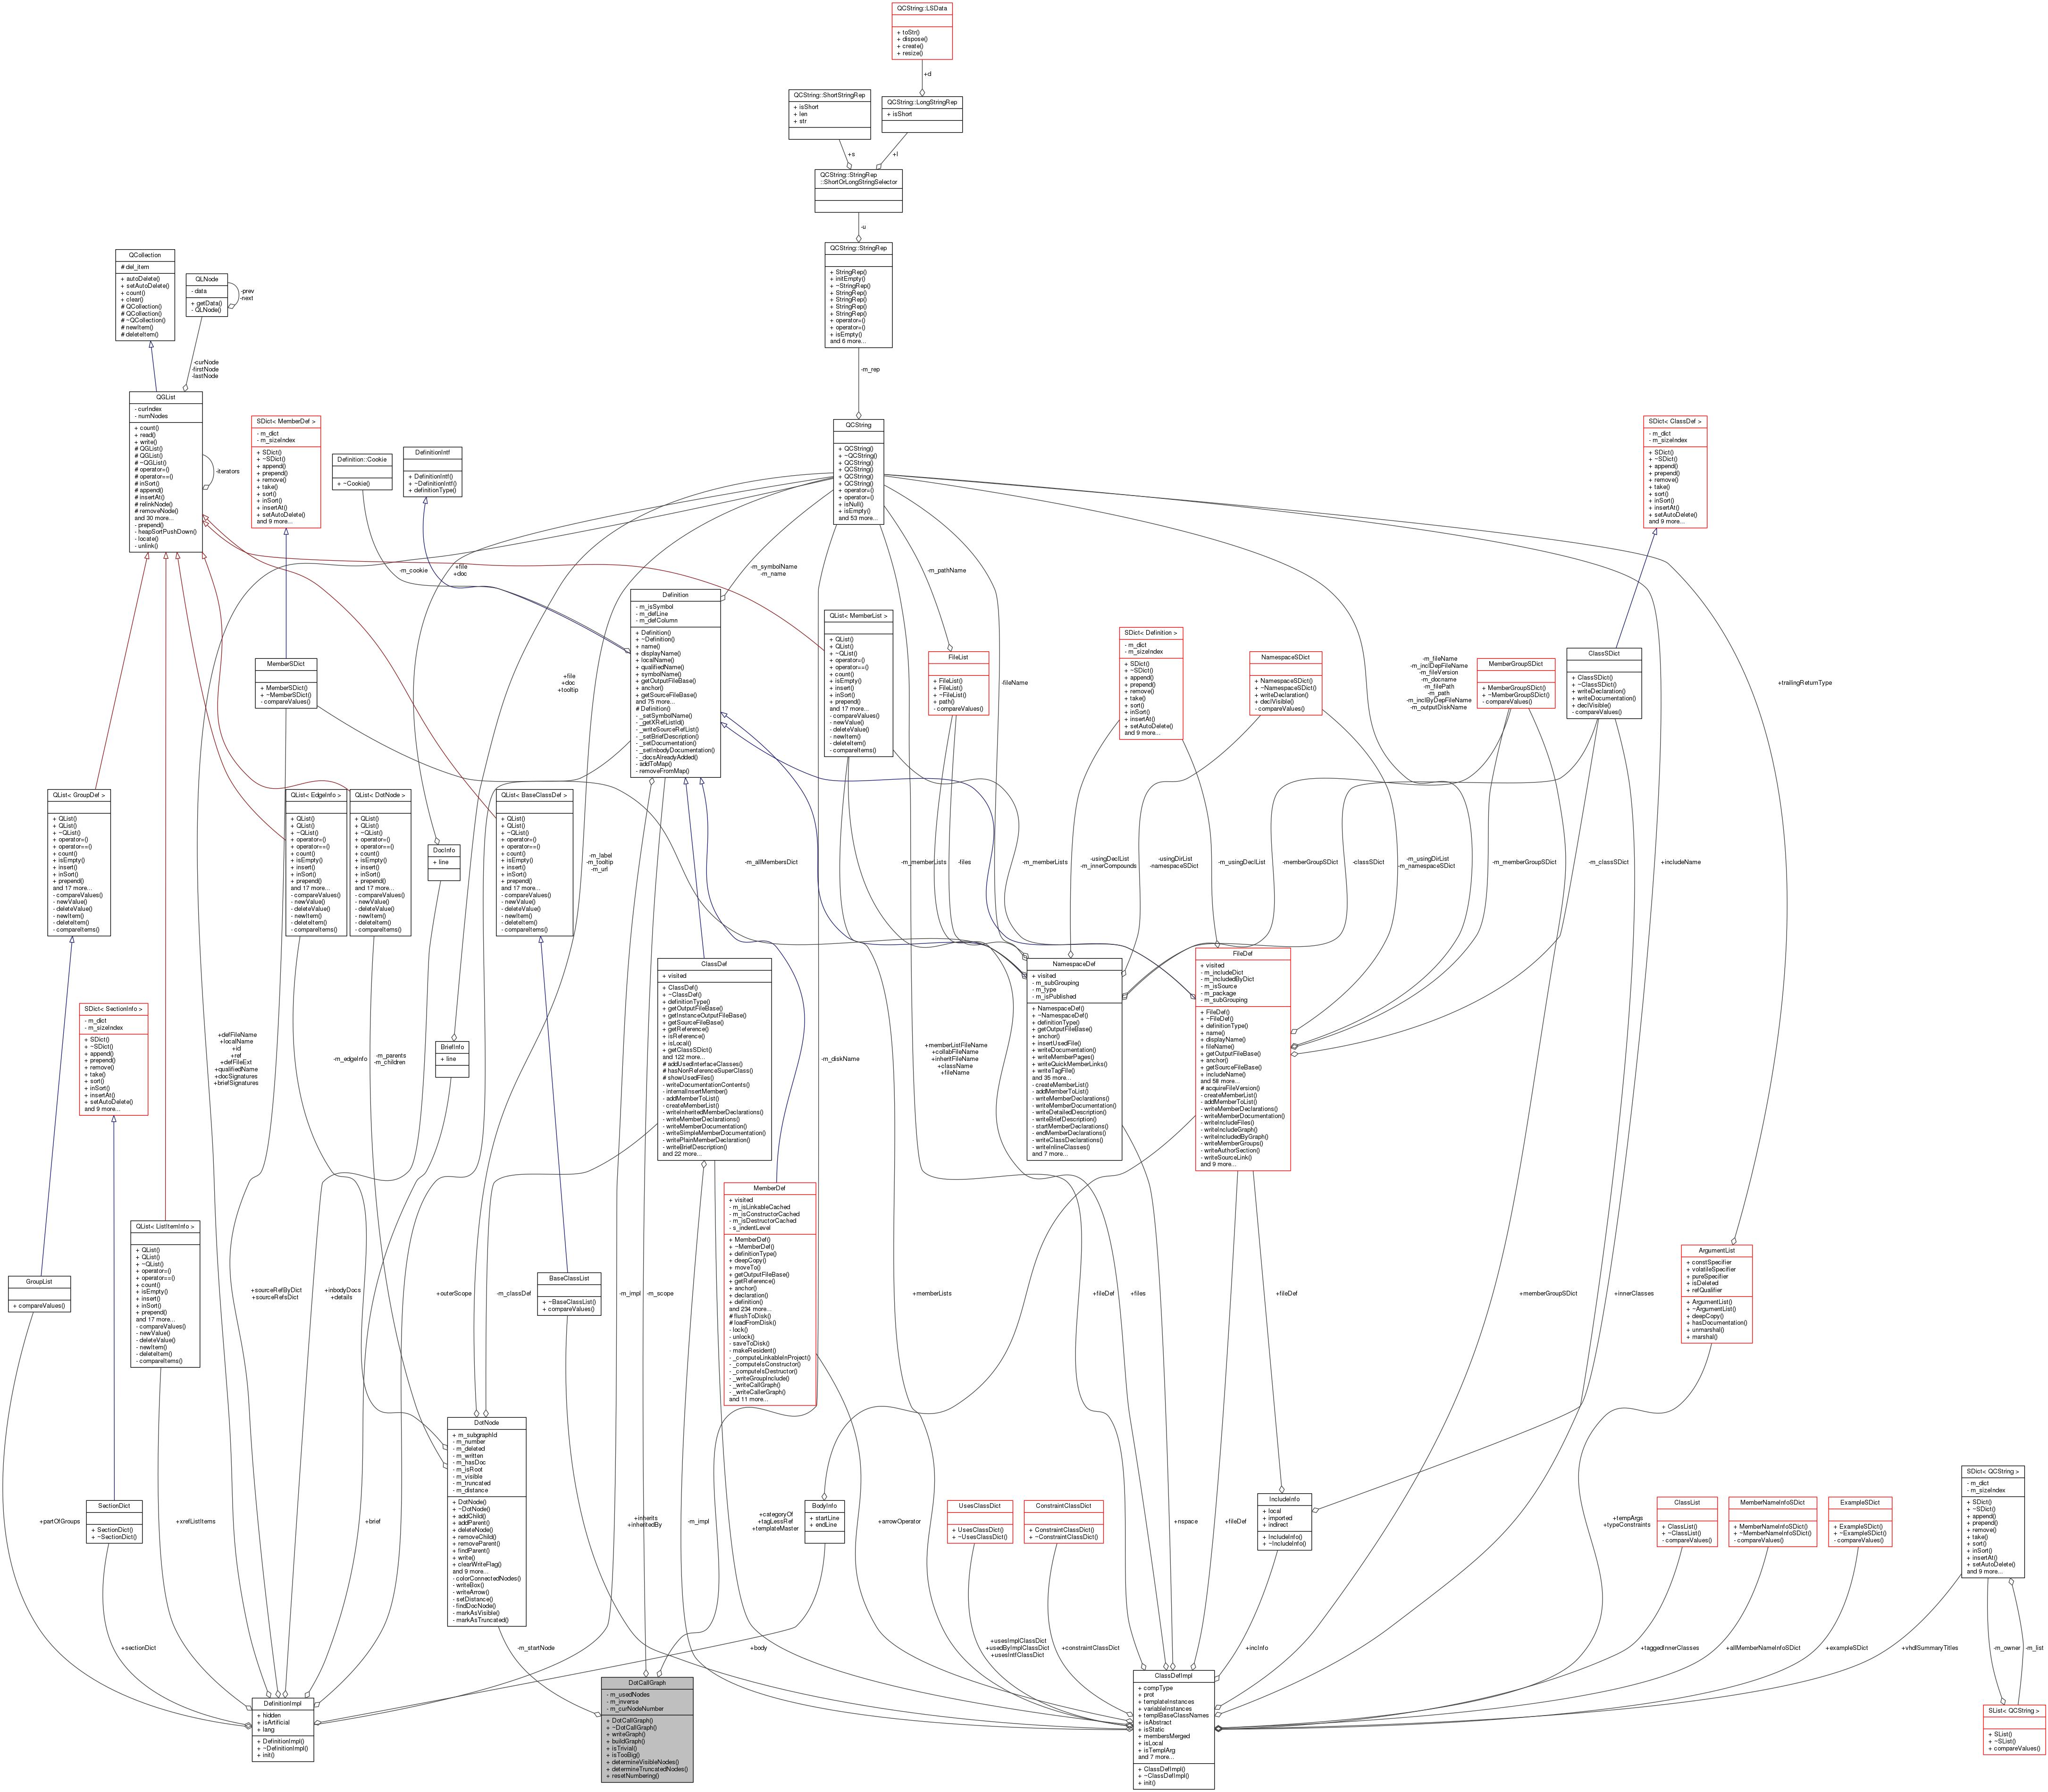 QCString::LSData
+ toStr()
+ dispose()
+ create()
+ resize()
+d
QCString::ShortStringRep
+ isShort
+ len
+ str
QCString::LongStringRep
+ isShort
+s
+l
QCString::StringRep
::ShortOrLongStringSelector
-u
QCString::StringRep
+ StringRep()
+ initEmpty()
+ ~StringRep()
+ StringRep()
+ StringRep()
+ StringRep()
+ StringRep()
+ operator=()
+ operator=()
+ isEmpty()
and 6 more...
-m_rep
QCollection
# del_item
+ autoDelete()
+ setAutoDelete()
+ count()
+ clear()
# QCollection()
# QCollection()
# ~QCollection()
# newItem()
# deleteItem()
QLNode
- data
+ getData()
- QLNode()
-prev
-next
-curNode
-firstNode
-lastNode
QGList
- curIndex
- numNodes
+ count()
+ read()
+ write()
# QGList()
# QGList()
# ~QGList()
# operator=()
# operator==()
# inSort()
# append()
# insertAt()
# relinkNode()
# removeNode()
and 30 more...
- prepend()
- heapSortPushDown()
- locate()
- unlink()
-iterators
SDict< MemberDef >
- m_dict
- m_sizeIndex
+ SDict()
+ ~SDict()
+ append()
+ prepend()
+ remove()
+ take()
+ sort()
+ inSort()
+ insertAt()
+ setAutoDelete()
and 9 more...
Definition::Cookie
+ ~Cookie()
DefinitionIntf
+ DefinitionIntf()
+ ~DefinitionIntf()
+ definitionType()
QCString
+ QCString()
+ ~QCString()
+ QCString()
+ QCString()
+ QCString()
+ QCString()
+ operator=()
+ operator=()
+ isNull()
+ isEmpty()
and 53 more...
SDict< ClassDef >
- m_dict
- m_sizeIndex
+ SDict()
+ ~SDict()
+ append()
+ prepend()
+ remove()
+ take()
+ sort()
+ inSort()
+ insertAt()
+ setAutoDelete()
and 9 more...
-m_cookie
+file
+doc
-m_symbolName
-m_name
-m_pathName
Definition
- m_isSymbol
- m_defLine
- m_defColumn
+ Definition()
+ ~Definition()
+ name()
+ displayName()
+ localName()
+ qualifiedName()
+ symbolName()
+ getOutputFileBase()
+ anchor()
+ getSourceFileBase()
and 75 more...
# Definition()
- _setSymbolName()
- _getXRefListId()
- _writeSourceRefList()
- _setBriefDescription()
- _setDocumentation()
- _setInbodyDocumentation()
- _docsAlreadyAdded()
- addToMap()
- removeFromMap()
QList< MemberList >
+ QList()
+ QList()
+ ~QList()
+ operator=()
+ operator==()
+ count()
+ isEmpty()
+ insert()
+ inSort()
+ prepend()
and 17 more...
- compareValues()
- newValue()
- deleteValue()
- newItem()
- deleteItem()
- compareItems()
FileList
+ FileList()
+ FileList()
+ ~FileList()
+ path()
- compareValues()
-fileName
SDict< Definition >
- m_dict
- m_sizeIndex
+ SDict()
+ ~SDict()
+ append()
+ prepend()
+ remove()
+ take()
+ sort()
+ inSort()
+ insertAt()
+ setAutoDelete()
and 9 more...
NamespaceSDict
+ NamespaceSDict()
+ ~NamespaceSDict()
+ writeDeclaration()
+ declVisible()
- compareValues()
-m_fileName
-m_inclDepFileName
-m_fileVersion
-m_docname
-m_filePath
-m_path
-m_inclByDepFileName
-m_outputDiskName
MemberGroupSDict
+ MemberGroupSDict()
+ ~MemberGroupSDict()
- compareValues()
ClassSDict
+ ClassSDict()
+ ~ClassSDict()
+ writeDeclaration()
+ writeDocumentation()
+ declVisible()
- compareValues()
+trailingReturnType
MemberSDict
+ MemberSDict()
+ ~MemberSDict()
- compareValues()
+file
+doc
+tooltip
QList< GroupDef >
+ QList()
+ QList()
+ ~QList()
+ operator=()
+ operator==()
+ count()
+ isEmpty()
+ insert()
+ inSort()
+ prepend()
and 17 more...
- compareValues()
- newValue()
- deleteValue()
- newItem()
- deleteItem()
- compareItems()
QList< EdgeInfo >
+ QList()
+ QList()
+ ~QList()
+ operator=()
+ operator==()
+ count()
+ isEmpty()
+ insert()
+ inSort()
+ prepend()
and 17 more...
- compareValues()
- newValue()
- deleteValue()
- newItem()
- deleteItem()
- compareItems()
QList< DotNode >
+ QList()
+ QList()
+ ~QList()
+ operator=()
+ operator==()
+ count()
+ isEmpty()
+ insert()
+ inSort()
+ prepend()
and 17 more...
- compareValues()
- newValue()
- deleteValue()
- newItem()
- deleteItem()
- compareItems()
DocInfo
+ line
QList< BaseClassDef >
+ QList()
+ QList()
+ ~QList()
+ operator=()
+ operator==()
+ count()
+ isEmpty()
+ insert()
+ inSort()
+ prepend()
and 17 more...
- compareValues()
- newValue()
- deleteValue()
- newItem()
- deleteItem()
- compareItems()
-m_label
-m_tooltip
-m_url
-m_allMembersDict
-m_memberLists
-files
-m_memberLists
-usingDeclList
-m_innerCompounds
-usingDirList
-namespaceSDict
-m_usingDeclList
-memberGroupSDict
-classSDict
-m_usingDirList
-m_namespaceSDict
-m_memberGroupSDict
-m_classSDict
+includeName
ClassDef
+ visited
+ ClassDef()
+ ~ClassDef()
+ definitionType()
+ getOutputFileBase()
+ getInstanceOutputFileBase()
+ getSourceFileBase()
+ getReference()
+ isReference()
+ isLocal()
+ getClassSDict()
and 122 more...
# addUsedInterfaceClasses()
# hasNonReferenceSuperClass()
# showUsedFiles()
- writeDocumentationContents()
- internalInsertMember()
- addMemberToList()
- createMemberList()
- writeInheritedMemberDeclarations()
- writeMemberDeclarations()
- writeMemberDocumentation()
- writeSimpleMemberDocumentation()
- writePlainMemberDeclaration()
- writeBriefDescription()
and 22 more...
NamespaceDef
+ visited
- m_subGrouping
- m_type
- m_isPublished
+ NamespaceDef()
+ ~NamespaceDef()
+ definitionType()
+ getOutputFileBase()
+ anchor()
+ insertUsedFile()
+ writeDocumentation()
+ writeMemberPages()
+ writeQuickMemberLinks()
+ writeTagFile()
and 35 more...
- createMemberList()
- addMemberToList()
- writeMemberDeclarations()
- writeMemberDocumentation()
- writeDetailedDescription()
- writeBriefDescription()
- startMemberDeclarations()
- endMemberDeclarations()
- writeClassDeclarations()
- writeInlineClasses()
and 7 more...
FileDef
+ visited
- m_includeDict
- m_includedByDict
- m_isSource
- m_package
- m_subGrouping
+ FileDef()
+ ~FileDef()
+ definitionType()
+ name()
+ displayName()
+ fileName()
+ getOutputFileBase()
+ anchor()
+ getSourceFileBase()
+ includeName()
and 58 more...
# acquireFileVersion()
- createMemberList()
- addMemberToList()
- writeMemberDeclarations()
- writeMemberDocumentation()
- writeIncludeFiles()
- writeIncludeGraph()
- writeIncludedByGraph()
- writeMemberGroups()
- writeAuthorSection()
- writeSourceLink()
and 9 more...
SDict< SectionInfo >
- m_dict
- m_sizeIndex
+ SDict()
+ ~SDict()
+ append()
+ prepend()
+ remove()
+ take()
+ sort()
+ inSort()
+ insertAt()
+ setAutoDelete()
and 9 more...
+defFileName
+localName
+id
+ref
+defFileExt
+qualifiedName
+docSignatures
+briefSignatures
-m_edgeInfo
-m_parents
-m_children
BriefInfo
+ line
-m_diskName
+memberListFileName
+collabFileName
+inheritFileName
+className
+fileName
MemberDef
+ visited
- m_isLinkableCached
- m_isConstructorCached
- m_isDestructorCached
- s_indentLevel
+ MemberDef()
+ ~MemberDef()
+ definitionType()
+ deepCopy()
+ moveTo()
+ getOutputFileBase()
+ getReference()
+ anchor()
+ declaration()
+ definition()
and 234 more...
# flushToDisk()
# loadFromDisk()
- lock()
- unlock()
- saveToDisk()
- makeResident()
- _computeLinkableInProject()
- _computeIsConstructor()
- _computeIsDestructor()
- _writeGroupInclude()
- _writeCallGraph()
- _writeCallerGraph()
and 11 more...
QList< ListItemInfo >
+ QList()
+ QList()
+ ~QList()
+ operator=()
+ operator==()
+ count()
+ isEmpty()
+ insert()
+ inSort()
+ prepend()
and 17 more...
- compareValues()
- newValue()
- deleteValue()
- newItem()
- deleteItem()
- compareItems()
GroupList
+ compareValues()
+sourceRefByDict
+sourceRefsDict
+inbodyDocs
+details
+outerScope
-m_classDef
BaseClassList
+ ~BaseClassList()
+ compareValues()
-m_impl
-m_scope
+memberLists
+fileDef
+files
+fileDef
+memberGroupSDict
+innerClasses
ArgumentList
+ constSpecifier
+ volatileSpecifier
+ pureSpecifier
+ isDeleted
+ refQualifier
+ ArgumentList()
+ ~ArgumentList()
+ deepCopy()
+ hasDocumentation()
+ unmarshal()
+ marshal()
DotNode
+ m_subgraphId
- m_number
- m_deleted
- m_written
- m_hasDoc
- m_isRoot
- m_visible
- m_truncated
- m_distance
+ DotNode()
+ ~DotNode()
+ addChild()
+ addParent()
+ deleteNode()
+ removeChild()
+ removeParent()
+ findParent()
+ write()
+ clearWriteFlag()
and 9 more...
- colorConnectedNodes()
- writeBox()
- writeArrow()
- setDistance()
- findDocNode()
- markAsVisible()
- markAsTruncated()
SectionDict
+ SectionDict()
+ ~SectionDict()
+partOfGroups
+xrefListItems
+brief
+inherits
+inheritedBy
-m_impl
+categoryOf
+tagLessRef
+templateMaster
BodyInfo
+ startLine
+ endLine
+arrowOperator
UsesClassDict
+ UsesClassDict()
+ ~UsesClassDict()
ConstraintClassDict
+ ConstraintClassDict()
+ ~ConstraintClassDict()
+nspace
+fileDef
IncludeInfo
+ local
+ imported
+ indirect
+ IncludeInfo()
+ ~IncludeInfo()
+tempArgs
+typeConstraints
ClassList
+ ClassList()
+ ~ClassList()
- compareValues()
MemberNameInfoSDict
+ MemberNameInfoSDict()
+ ~MemberNameInfoSDict()
- compareValues()
ExampleSDict
+ ExampleSDict()
+ ~ExampleSDict()
- compareValues()
SDict< QCString >
- m_dict
- m_sizeIndex
+ SDict()
+ ~SDict()
+ append()
+ prepend()
+ remove()
+ take()
+ sort()
+ inSort()
+ insertAt()
+ setAutoDelete()
and 9 more...
+sectionDict
-m_startNode
+body
+usesImplClassDict
+usedByImplClassDict
+usesIntfClassDict
+constraintClassDict
+incInfo
+taggedInnerClasses
+allMemberNameInfoSDict
+exampleSDict
+vhdlSummaryTitles
-m_owner
-m_list
DefinitionImpl
+ hidden
+ isArtificial
+ lang
+ DefinitionImpl()
+ ~DefinitionImpl()
+ init()
DotCallGraph
- m_usedNodes
- m_inverse
- m_curNodeNumber
+ DotCallGraph()
+ ~DotCallGraph()
+ writeGraph()
+ buildGraph()
+ isTrivial()
+ isTooBig()
+ determineVisibleNodes()
+ determineTruncatedNodes()
+ resetNumbering()
ClassDefImpl
+ compType
+ prot
+ templateInstances
+ variableInstances
+ templBaseClassNames
+ isAbstract
+ isStatic
+ membersMerged
+ isLocal
+ isTemplArg
and 7 more...
+ ClassDefImpl()
+ ~ClassDefImpl()
+ init()
SList< QCString >
+ SList()
+ ~SList()
+ compareValues()